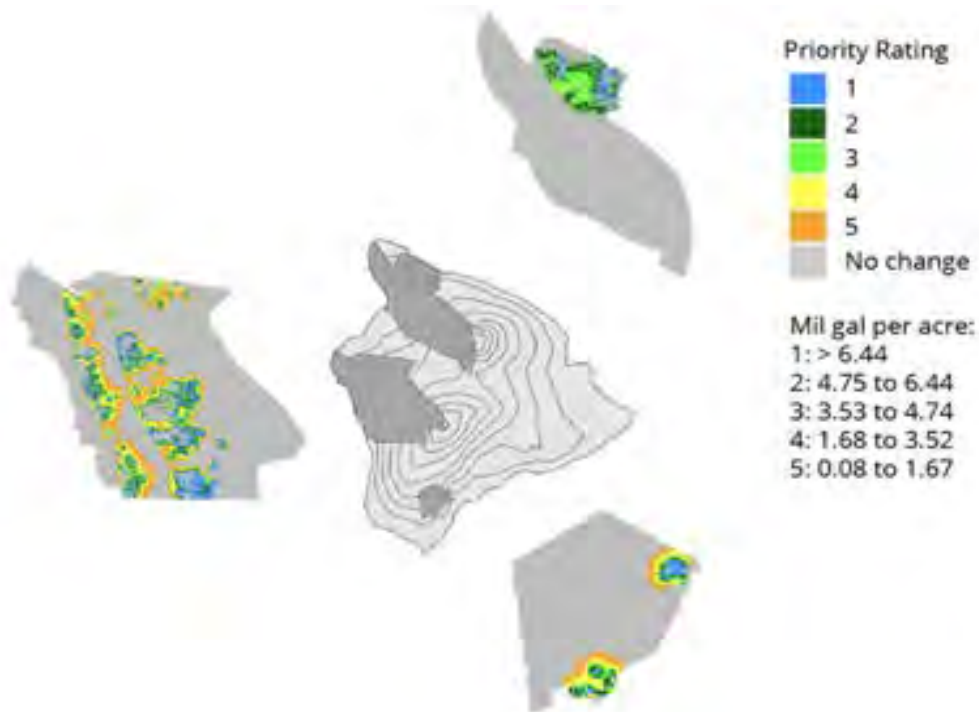 Priority Rating
1
2
3
4
5
No change
Mil gal per acre:
1: > 6.44
2: 4.75 to 6.44
3: 3.53 to 4.74
4: 1.68 to 3.52
5: 0.08 to 1.67